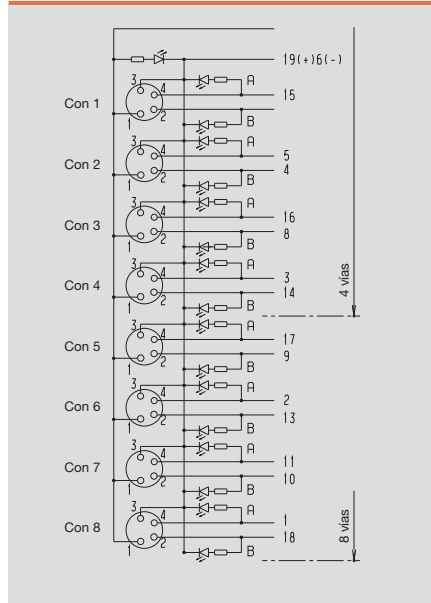 19(+)6(-)
3 A
4 15
Con 1
1 2 B
3 A
4 5
Con 2 4
1 2 B
3 A
4 16
Con 3 8
1 2 B
3 A
4 3
Con 4 14
1 2 B
4 vías
3 A
4 17
Con 5 9
1 2 B
3 A
4 2
Con 6 13
1 2 B
3 A
4 11
Con 7 10
1 2 B
3 A
4 1
Con 8 18
1 2 B
8 vías